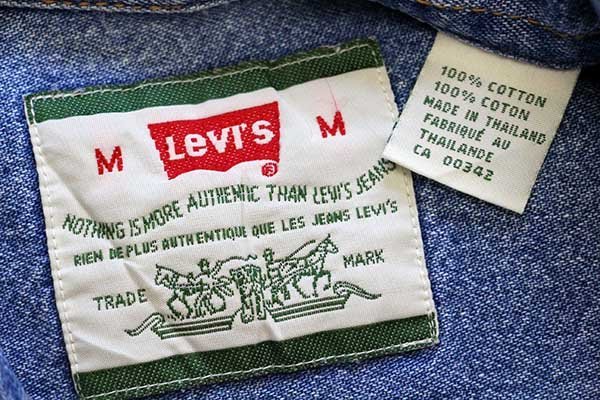 M Levi's M
NOTHING IS MORE AUTHENTIC THAN LEVI'S JEANS
RIEN DE PLUS AUTHENTIQUE QUE LES JEANS LEVI'S
TRADE MARK
100% COTTON
100% COTON
MADE IN THAILAND
FABRIQUÉ AU
THAILANDE
CA 00342